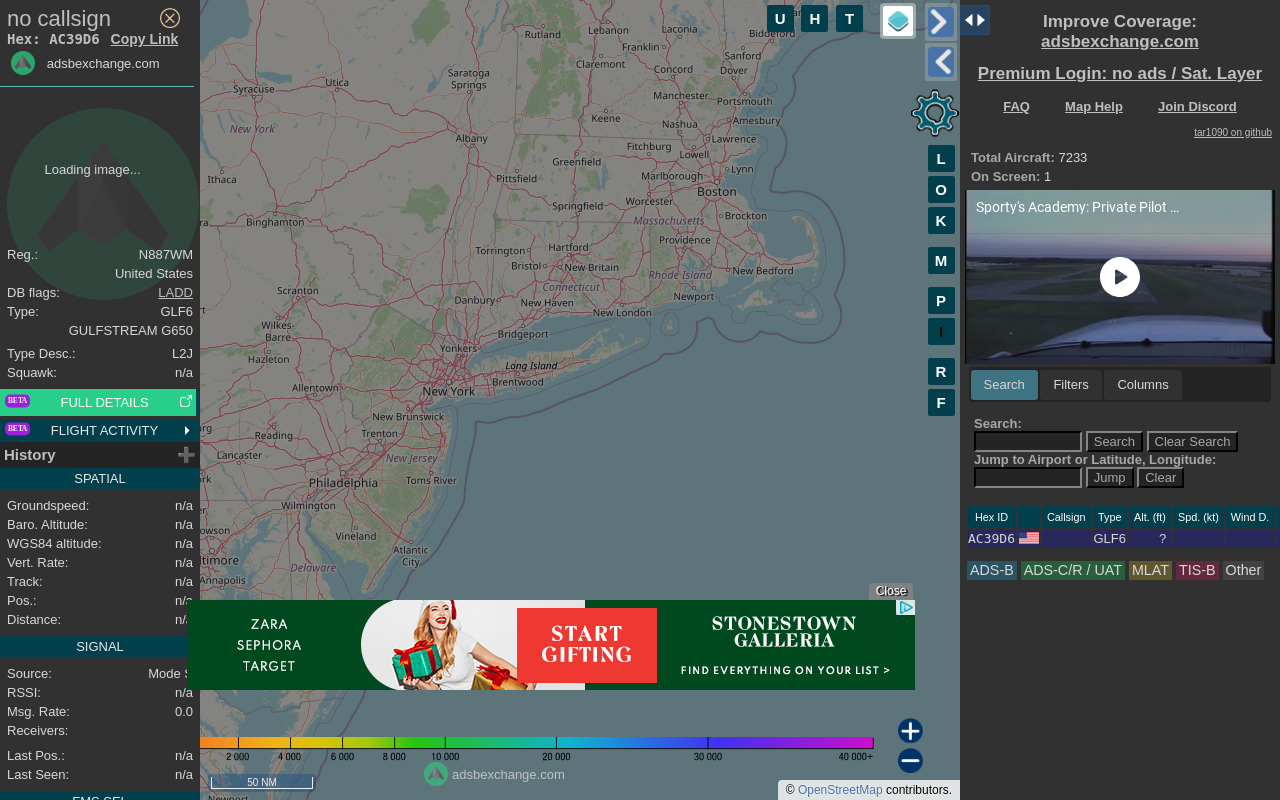 no callsign
Hex: AC39D6 Copy Link
adsbexchange.com
Loading image...
Reg.: N887WM
United States
DB flags: LADD
Type: GLF6
GULFSTREAM G650
Type Desc.: L2J
Squawk: n/a
BETA FULL DETAILS
BETA FLIGHT ACTIVITY
History
SPATIAL
Groundspeed: n/a
Baro. Altitude: n/a
WGS84 altitude: n/a
Vert. Rate: n/a
Track: n/a
Pos.: n/a
Distance: n/a
SIGNAL
Source: Mode S
RSSI: n/a
Msg. Rate: 0.0
Receivers:
Last Pos.: n/a
Last Seen: n/a
FMS SEL
U H T
L
O
K
M
P
I
R
F
Rutland
Lebanon
Laconia
Biddeford
Franklin
Sanford
Claremont
Concord
Dover
Utica
Saratoga Springs
Syracuse
Manchester
Portsmouth
Keene
Nashua
Amesbury
New York
Albany
Fitchburg
Lawrence
Lowell
Greenfield
Lynn
Ithaca
Pittsfield
Marlborough
Boston
Springfield
Worcester
Massachusetts
Brockton
Binghamton
Providence
Torrington
Hartford
Bristol
New Britain
Rhode Island
New Bedford
Connecticut
Newport
Scranton
Danbury
New Haven
New London
Wilkes-Barre
Bridgeport
Hazleton
Yonkers
Long Island
Brentwood
Allentown
New York
New Brunswick
Reading
Trenton
Lancaster
New Jersey
Philadelphia
Toms River
Wilmington
Vineland
Atlantic City
Annapolis
Delaware
Close
ZARA
SEPHORA
TARGET
START
GIFTING
STONESTOWN
GALLERIA
FIND EVERYTHING ON YOUR LIST >
2 000 4 000 6 000 8 000 10 000 20 000 30 000 40 000+
adsbexchange.com
50 NM
© OpenStreetMap contributors.
Improve Coverage:
adsbexchange.com
Premium Login: no ads / Sat. Layer
FAQ Map Help Join Discord
tar1090 on github
Total Aircraft: 7233
On Screen: 1
Sporty's Academy: Private Pilot ...
Search Filters Columns
Search:
Search Clear Search
Jump to Airport or Latitude, Longitude:
Jump Clear
Hex ID Callsign Type Alt. (ft) Spd. (kt) Wind D.
AC39D6 GLF6 ?
ADS-B ADS-C/R / UAT MLAT TIS-B Other